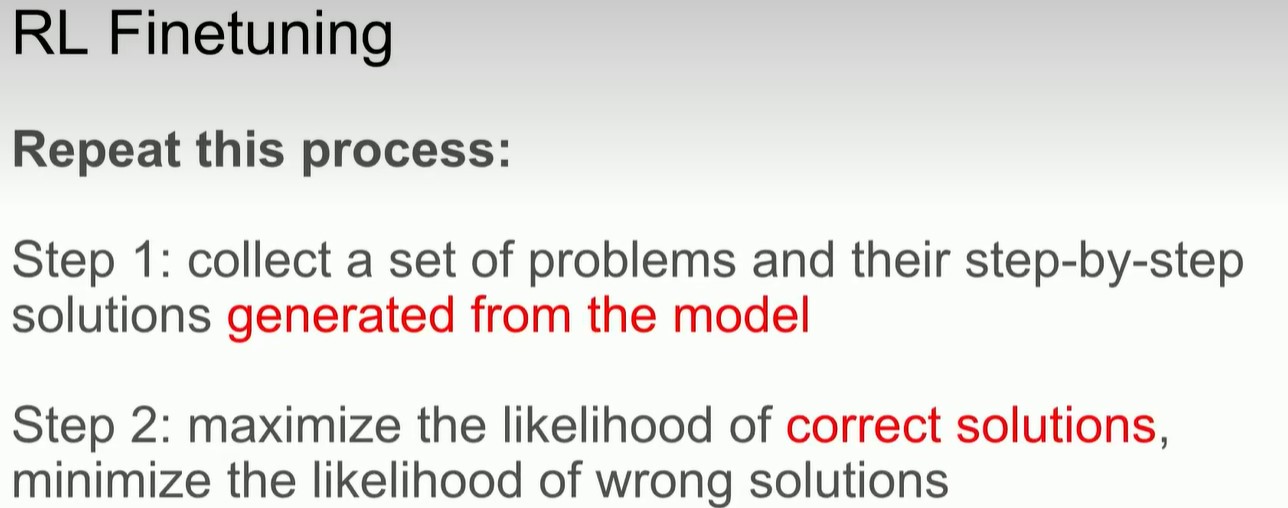 RL Finetuning
Repeat this process:
Step 1: collect a set of problems and their step-by-step
solutions generated from the model
Step 2: maximize the likelihood of correct solutions,
minimize the likelihood of wrong solutions